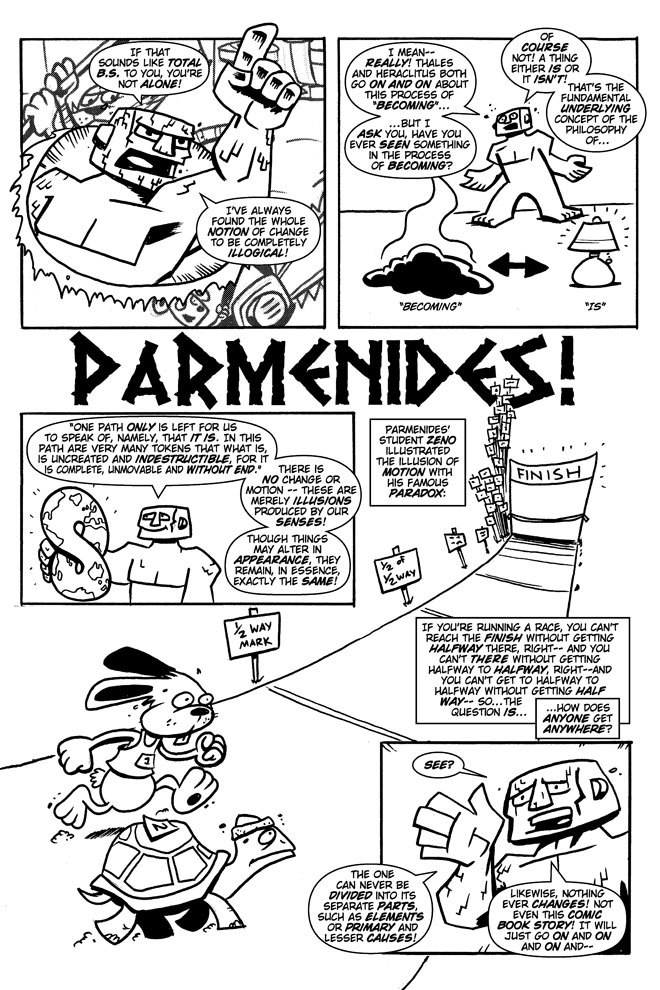 IF THAT
SOUNDS LIKE TOTAL
B.S. TO YOU, YOU'RE
NOT ALONE!
1
I'VE ALWAYS
FOUND THE WHOLE
NOTION OF CHANGE
TO BE COMPLETELY
ILLOGICAL!
I MEAN--
REALLY! THALES
AND HERACLITUS BOTH
GO ON AND ON ABOUT
THIS PROCESS OF
"BECOMING"...
...BUT I
ASK YOU, HAVE YOU
EVER SEEN SOMETHING
IN THE PROCESS
OF BECOMING?
OF
COURSE
NOT! A THING
EITHER IS OR
IT ISN'T!
THAT'S THE
FUNDAMENTAL
UNDERLYING
CONCEPT OF THE
PHILOSOPHY
OF...
"BECOMING"
"IS"
PARMENIDES!
"ONE PATH ONLY IS LEFT FOR US
TO SPEAK OF, NAMELY, THAT IT IS. IN THIS
PATH ARE VERY MANY TOKENS THAT WHAT IS,
IS UNCREATED AND INDESTRUCTIBLE, FOR IT
IS COMPLETE, UNMOVABLE AND WITHOUT END."
THERE IS
NO CHANGE OR
MOTION -- THESE ARE
MERELY ILLUSIONS
PRODUCED BY OUR
SENSES!
THOUGH THINGS
MAY ALTER IN
APPEARANCE, THEY
REMAIN, IN ESSENCE,
EXACTLY THE SAME!
PARMENIDES'
STUDENT ZENO
ILLUSTRATED
THE ILLUSION OF
MOTION WITH
HIS FAMOUS
PARADOX:
FINISH
1/2 of
1/2 WAY
1/2 WAY
MARK
IF YOU'RE RUNNING A RACE, YOU CAN'T
REACH THE FINISH WITHOUT GETTING
HALFWAY THERE, RIGHT-- AND YOU
CAN'T THERE WITHOUT GETTING
HALFWAY TO HALFWAY, RIGHT--AND
YOU CAN'T GET TO HALFWAY TO
HALFWAY WITHOUT GETTING HALF
WAY-- SO...THE
QUESTION IS...
...HOW DOES
ANYONE GET
ANYWHERE?
1
2
SEE?
THE ONE
CAN NEVER BE
DIVIDED INTO ITS
SEPARATE PARTS,
SUCH AS ELEMENTS
OR PRIMARY AND
LESSER CAUSES!
LIKEWISE, NOTHING
EVER CHANGES! NOT
EVEN THIS COMIC
BOOK STORY! IT WILL
JUST GO ON AND ON
AND ON AND--